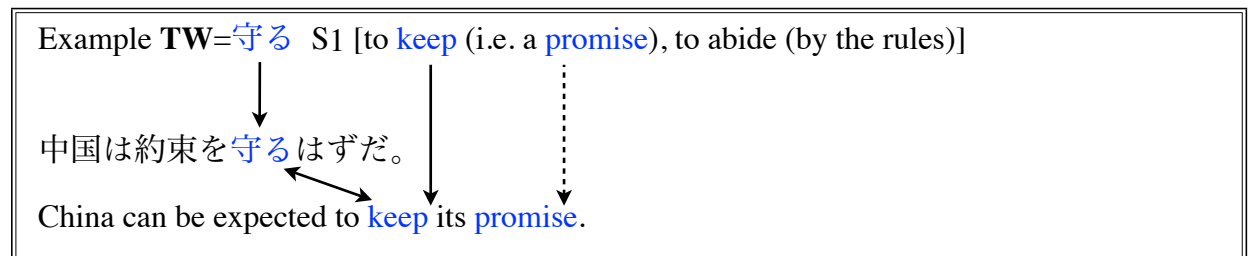 Example TW=守る S1 [to keep (i.e. a promise), to abide (by the rules)]
中国は約束を守るはずだ。
China can be expected to keep its promise.